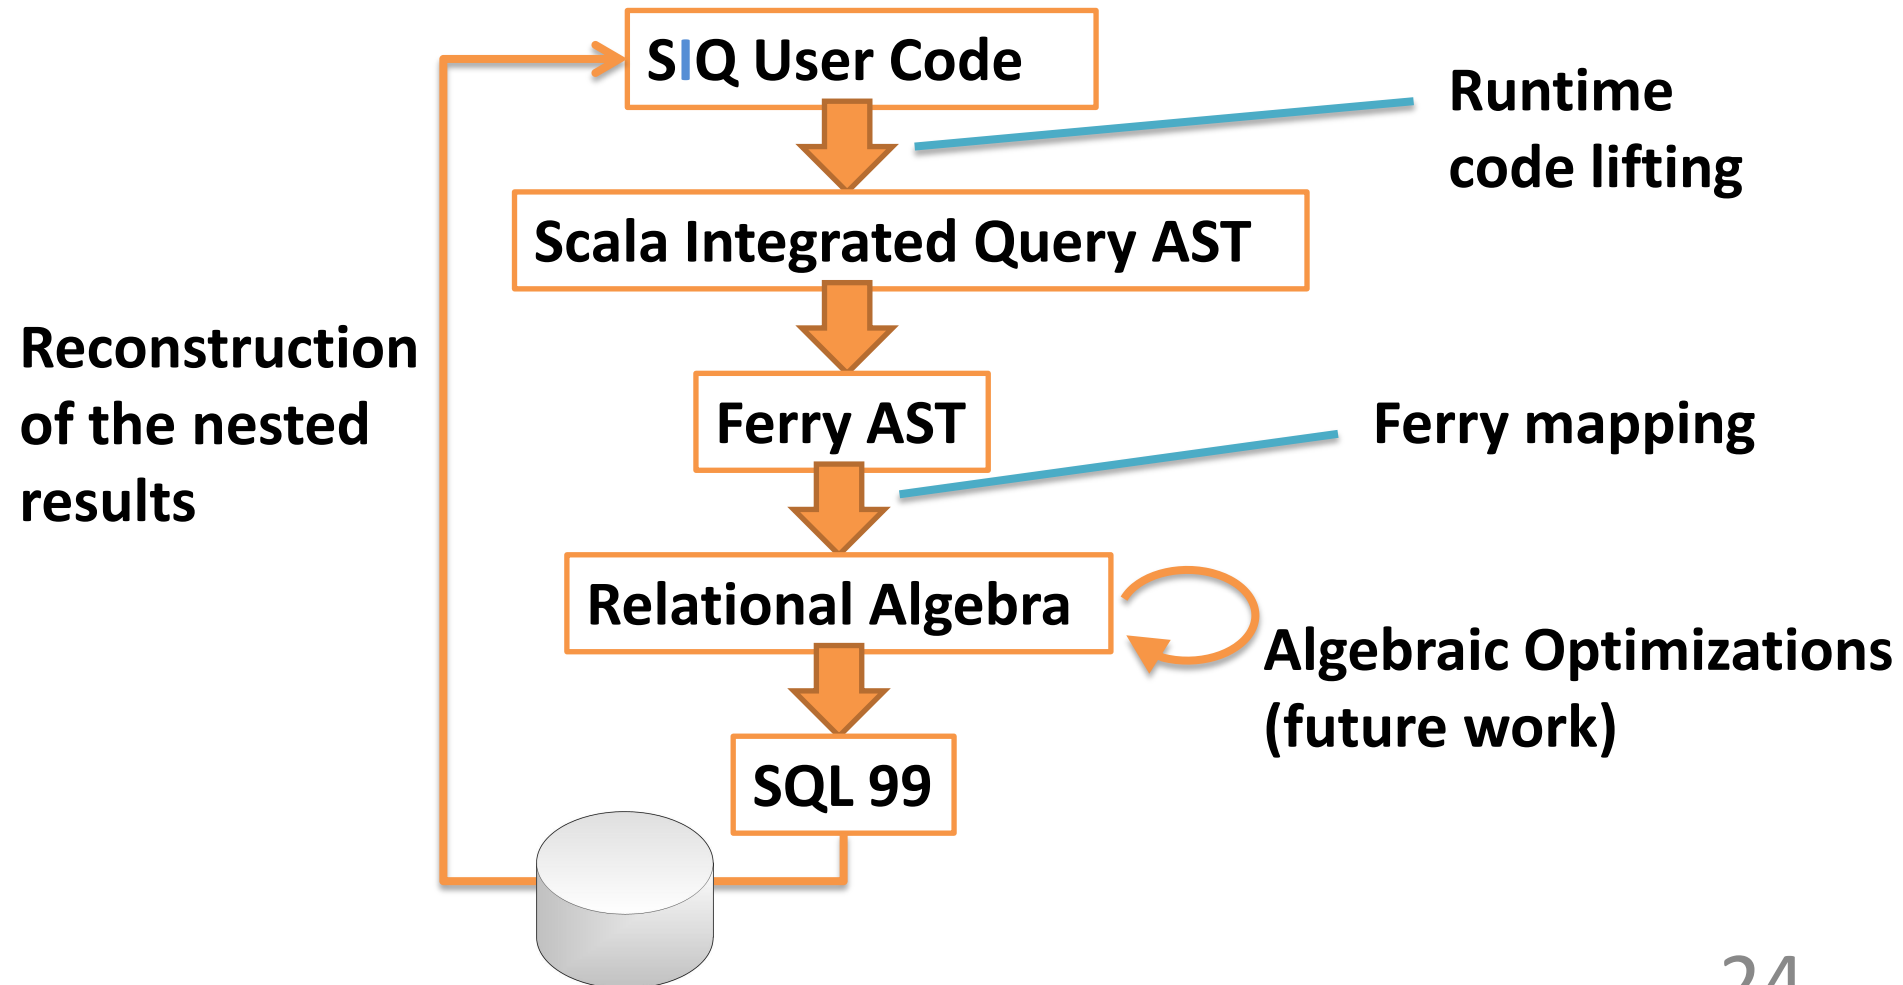 SIQ User Code
Runtime
code lifting
Scala Integrated Query AST
Reconstruction
of the nested
results
Ferry AST
Ferry mapping
Relational Algebra
Algebraic Optimizations
(future work)
SQL 99
24